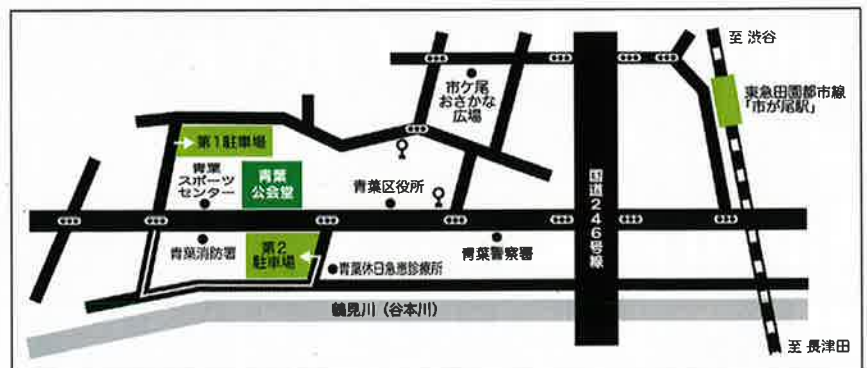 至 渋谷
東急田園都市線
「市が尾駅」
市ケ尾
おさかな
広場
第1駐車場
青葉
スポーツ
センター
青葉
公会堂
青葉区役所
国道246号線
青葉消防署
第2
駐車場
青葉休日急患診療所
青葉警察署
鶴見川（谷本川）
至 長津田